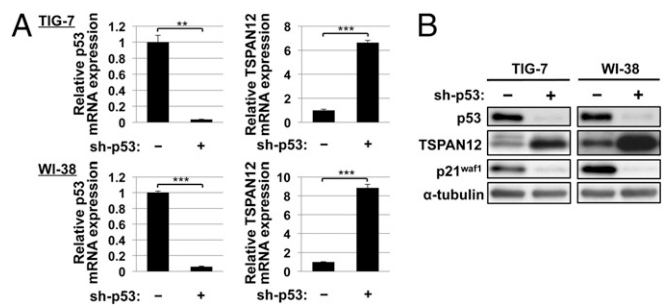 A
TIG-7
Relative p53
mRNA expression
1.2
1
0.8
0.6
0.4
0.2
0
**
sh-p53: – +
Relative TSPAN12
mRNA expression
8
6
4
2
0
***
– +
WI-38
Relative p53
mRNA expression
1.2
1
0.8
0.6
0.4
0.2
0
***
sh-p53: – +
Relative TSPAN12
mRNA expression
10
8
6
4
2
0
***
sh-p53: – +
B
TIG-7 WI-38
sh-p53: – + – +
p53
TSPAN12
p21waf1
α-tubulin